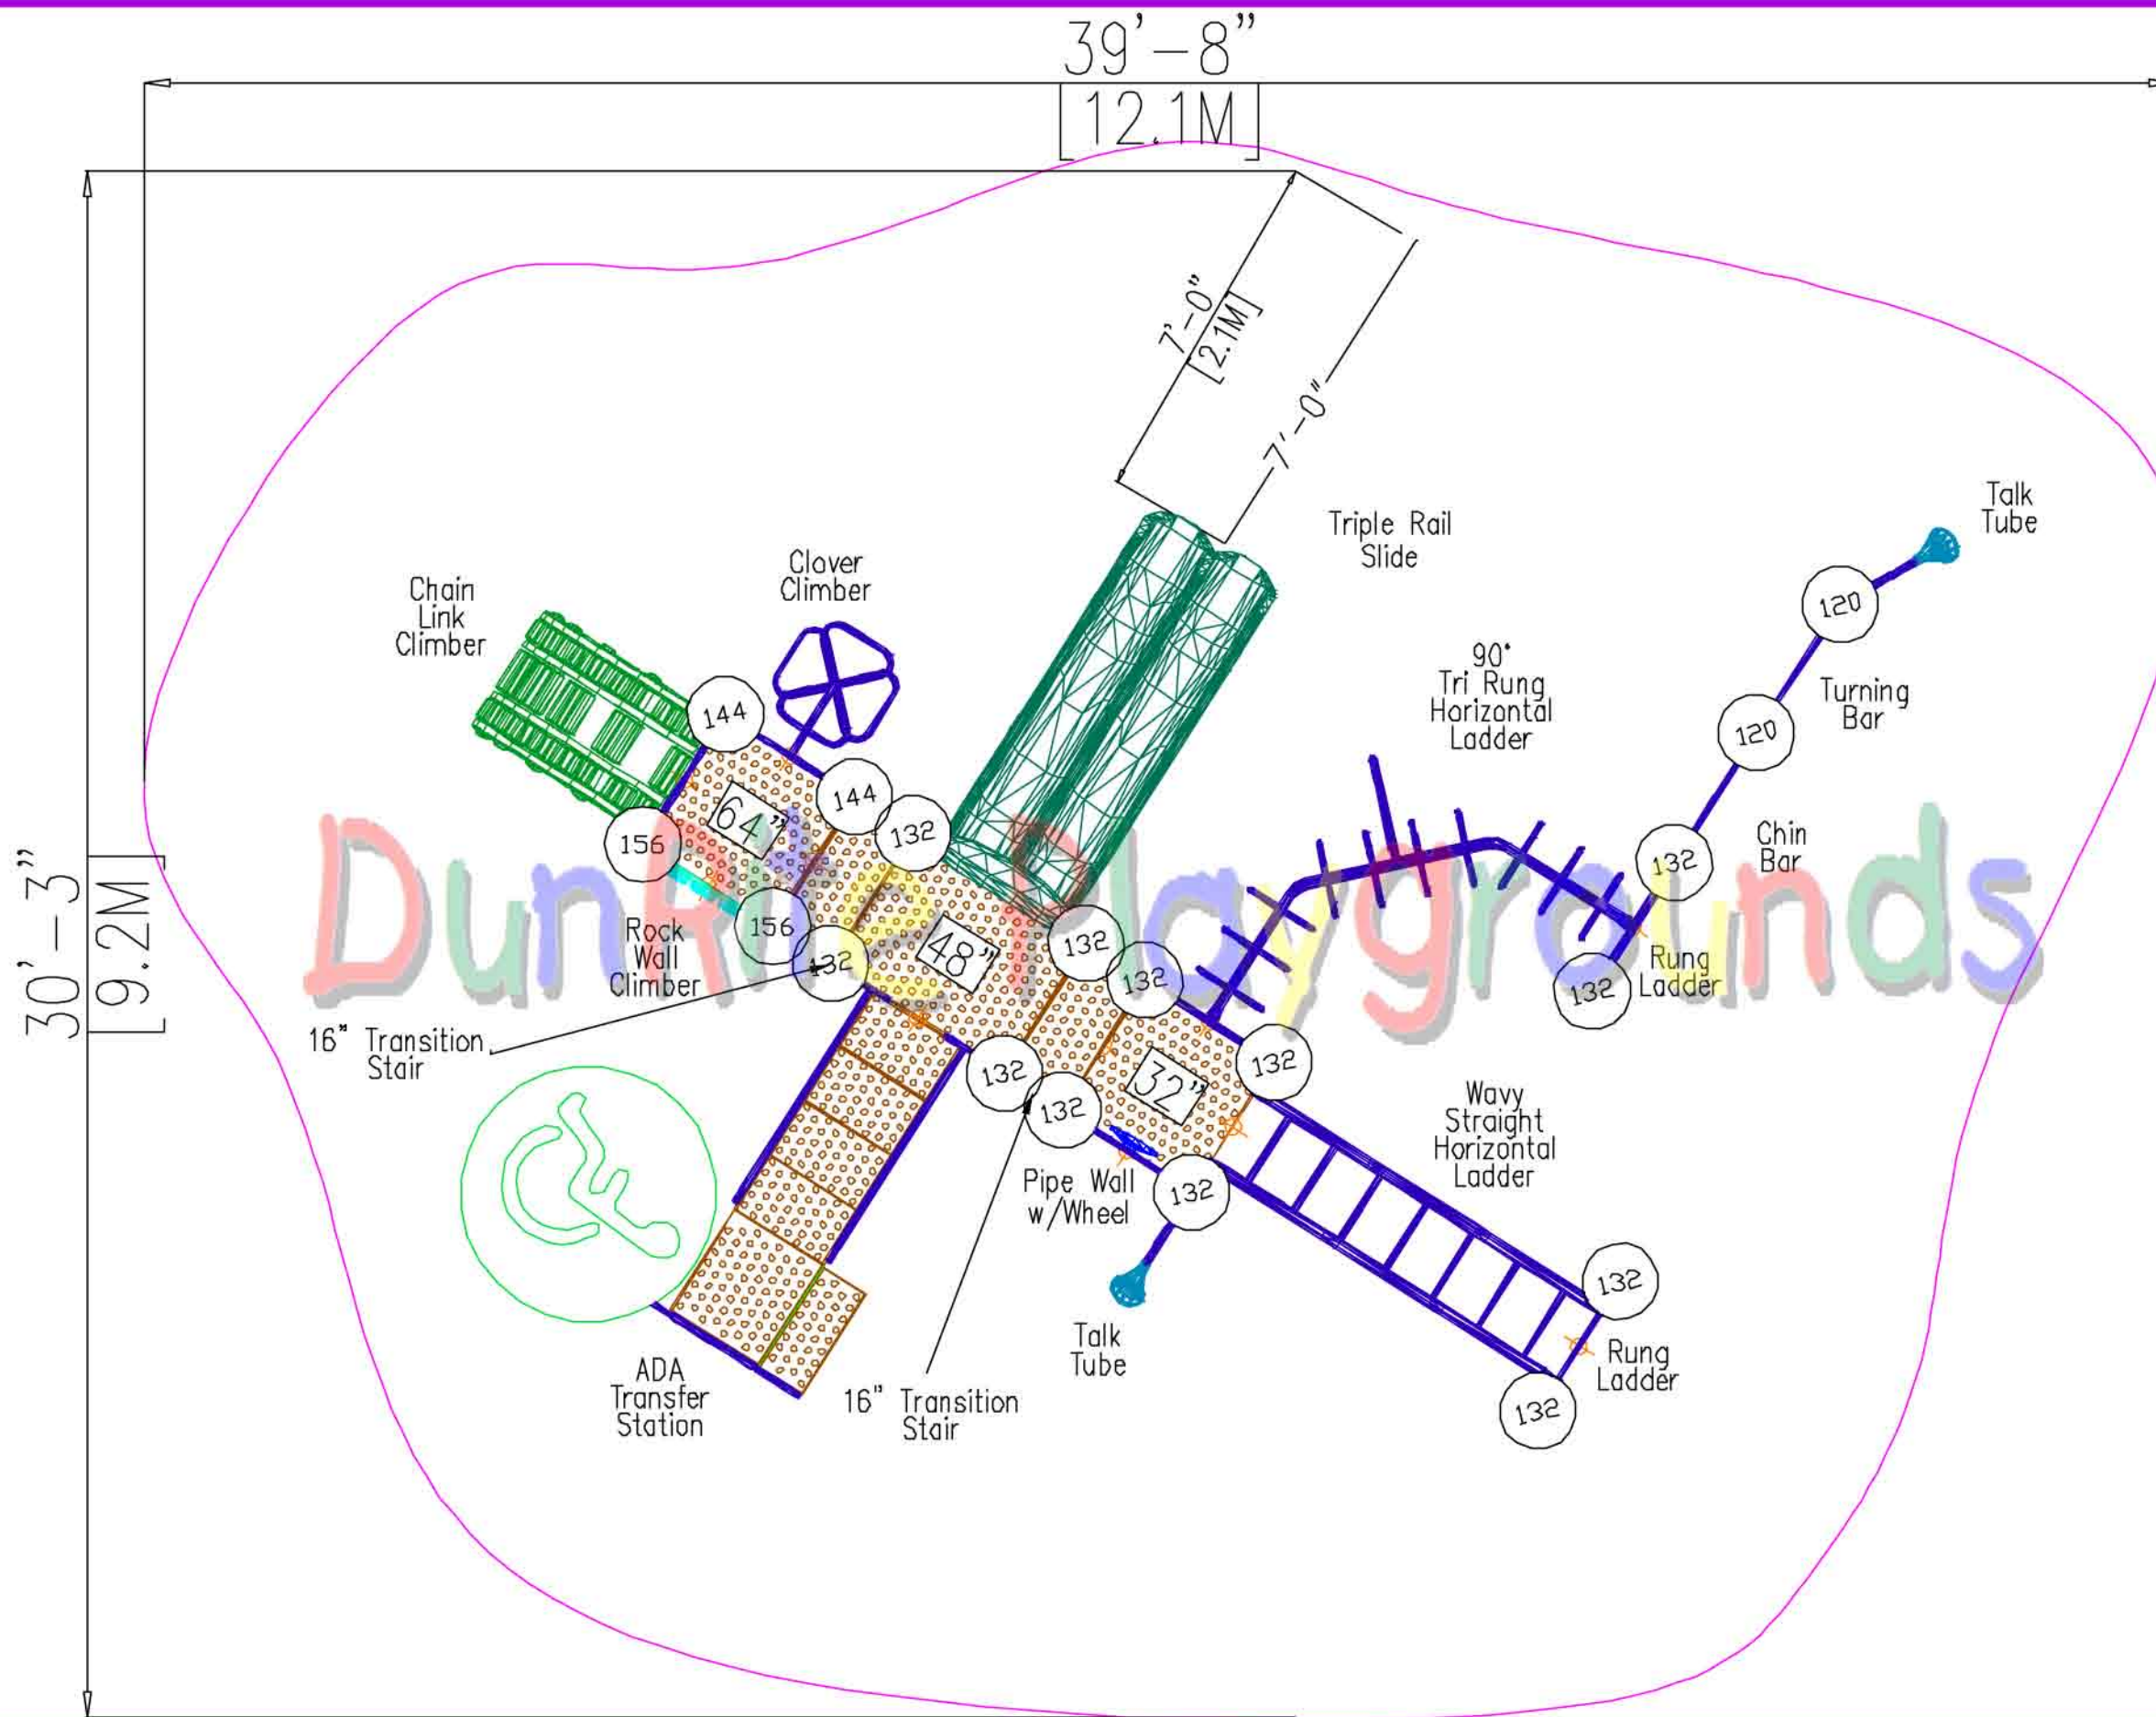 39'-8"
[12.1M]
30'-3"
[9.2M]
7'-0"
[2.1M]
7'-0"
Talk
Tube
Triple Rail
Slide
Clover
Climber
Chain
Link
Climber
120
90°
Tri Rung
Horizontal
Ladder
Turning
Bar
144
120
144
64"
132
156
132
Chin
Bar
Dunrite Playgrounds
156
Rock
Wall
Climber
132
48"
132
132
132
Rung
Ladder
16" Transition
Stair
132
132
132
32"
Wavy
Straight
Horizontal
Ladder
Pipe Wall
w/Wheel
132
132
Talk
Tube
Rung
Ladder
ADA
Transfer
Station
16" Transition
Stair
132